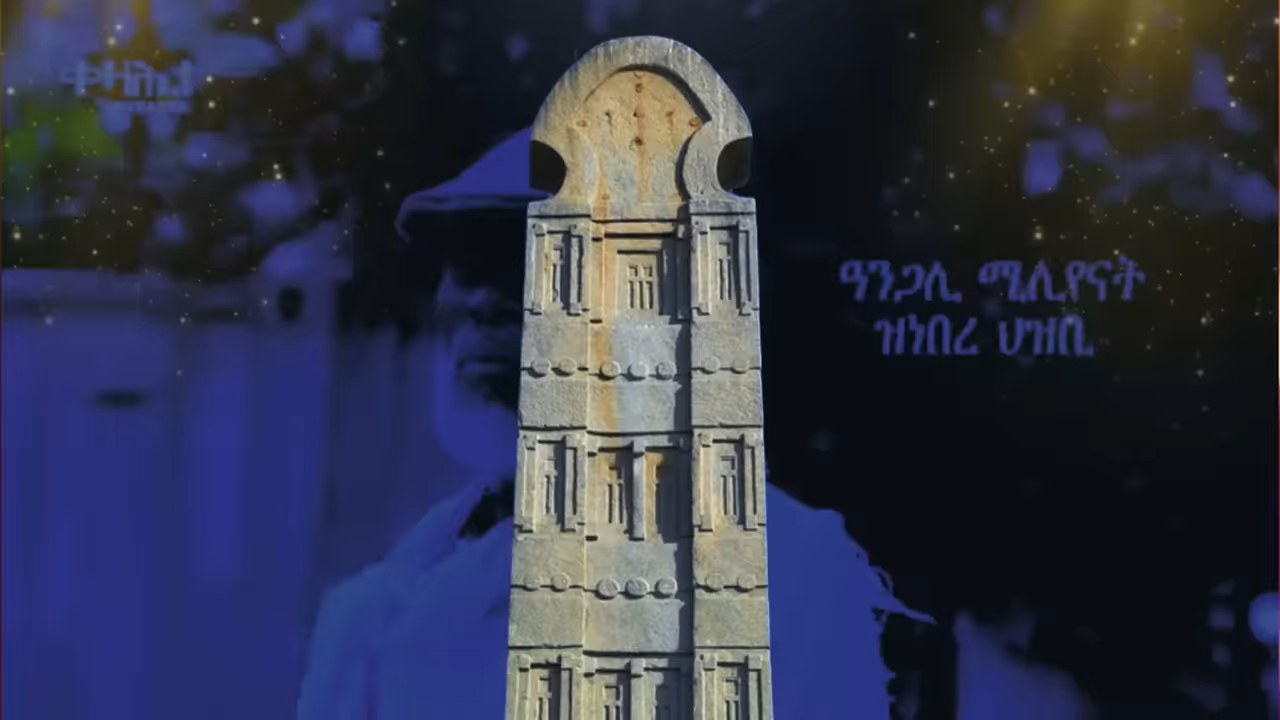 ዓንጋሊ ሚሊየናት
ዝነበረ ህዝቢ